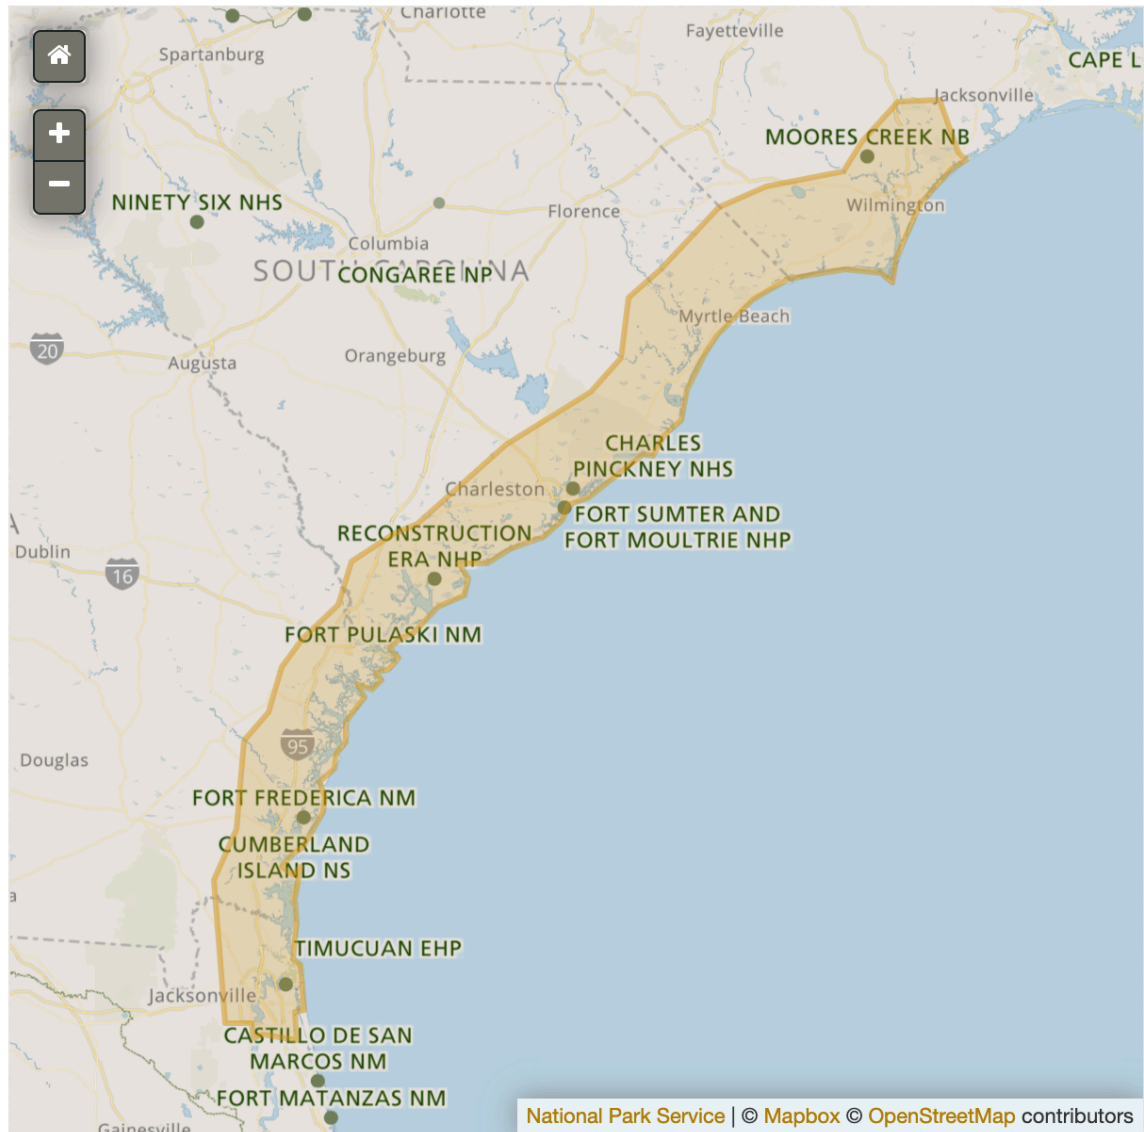 Charlotte
Spartanburg
Fayetteville
CAPE L
Jacksonville
MOORES CREEK NB
NINETY SIX NHS
Florence
Wilmington
Columbia
SOUTH CAROLINA
CONGAREE NP
Myrtle Beach
20
Augusta
Orangeburg
CHARLES
PINCKNEY NHS
Charleston
FORT SUMTER AND
FORT MOULTRIE NHP
RECONSTRUCTION
ERA NHP
A
Dublin
16
FORT PULASKI NM
95
Douglas
FORT FREDERICA NM
CUMBERLAND
ISLAND NS
a
TIMUCUAN EHP
Jacksonville
CASTILLO DE SAN
MARCOS NM
FORT MATANZAS NM
Gainesville
National Park Service | © Mapbox © OpenStreetMap contributors